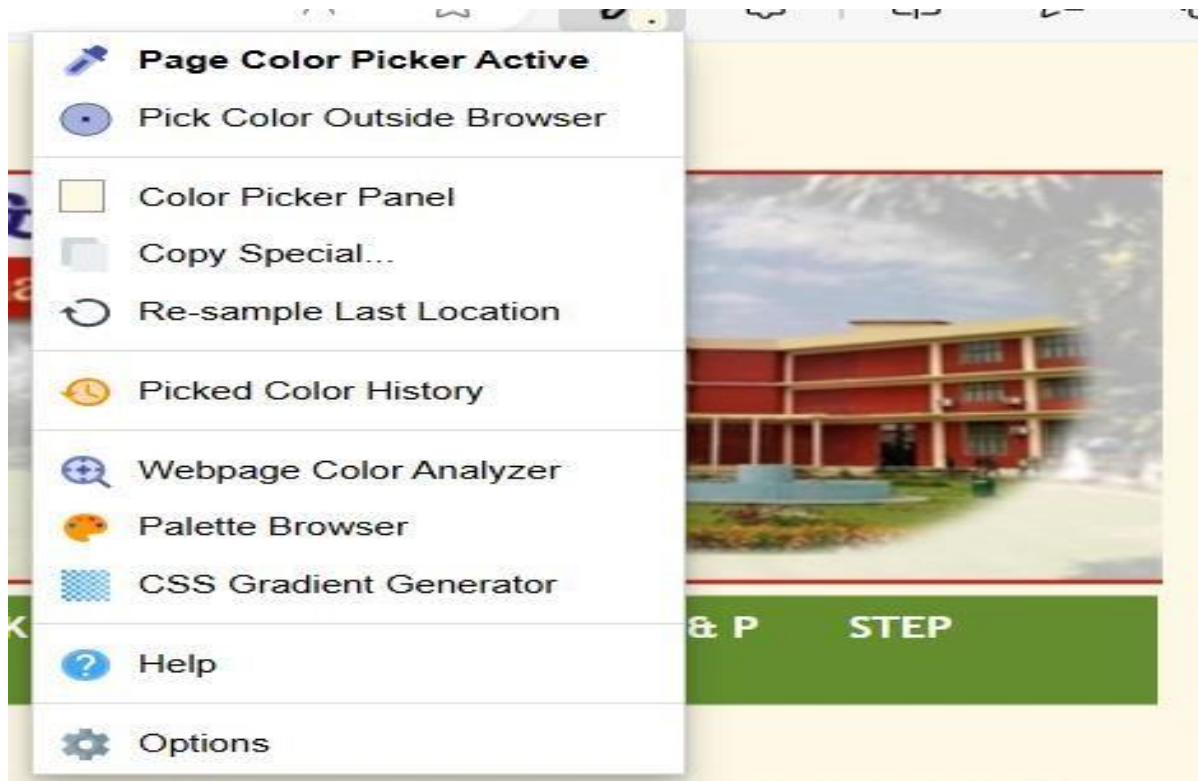 Page Color Picker Active
Pick Color Outside Browser
Color Picker Panel
Copy Special...
Re-sample Last Location
Picked Color History
Webpage Color Analyzer
Palette Browser
CSS Gradient Generator
K & P STEP
Help
Options